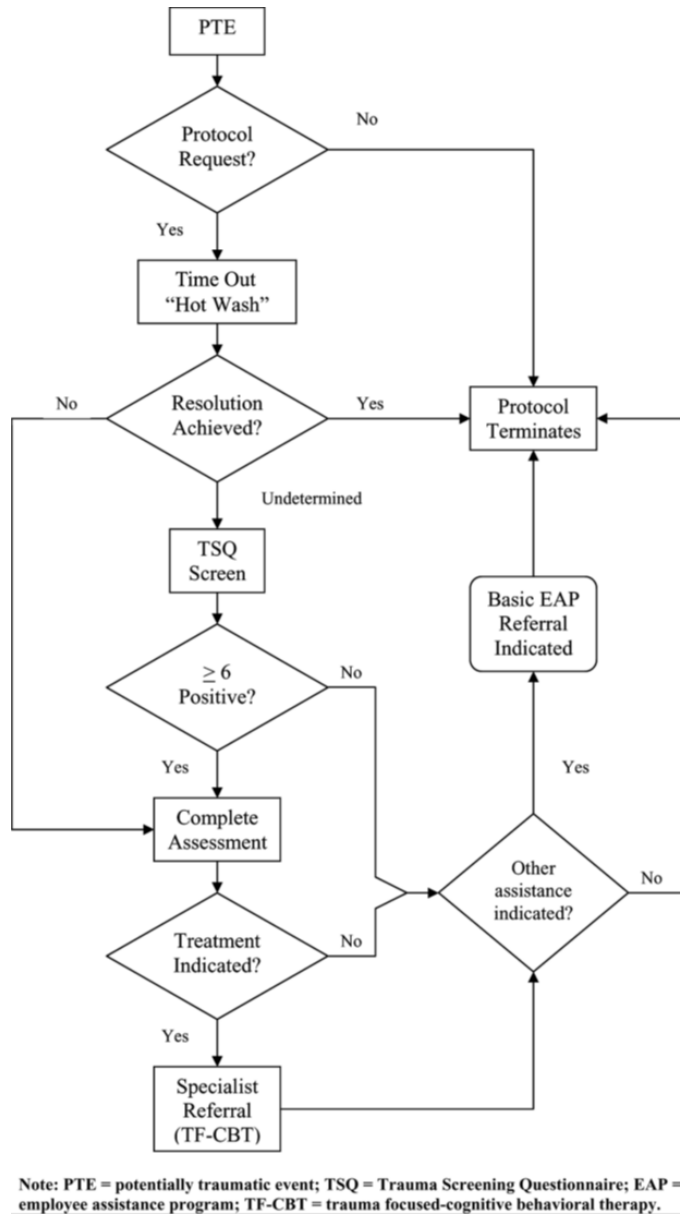 PTE
Protocol
Request?
No
Yes
Time Out
“Hot Wash”
No
Resolution
Achieved?
Yes
Protocol
Terminates
Undetermined
TSQ
Screen
Basic EAP
Referral
Indicated
≥ 6
Positive?
No
Yes
Yes
Complete
Assessment
Other
assistance
indicated?
No
Treatment
Indicated?
No
Yes
Specialist
Referral
(TF-CBT)
Note: PTE = potentially traumatic event; TSQ = Trauma Screening Questionnaire; EAP =
employee assistance program; TF-CBT = trauma focused-cognitive behavioral therapy.